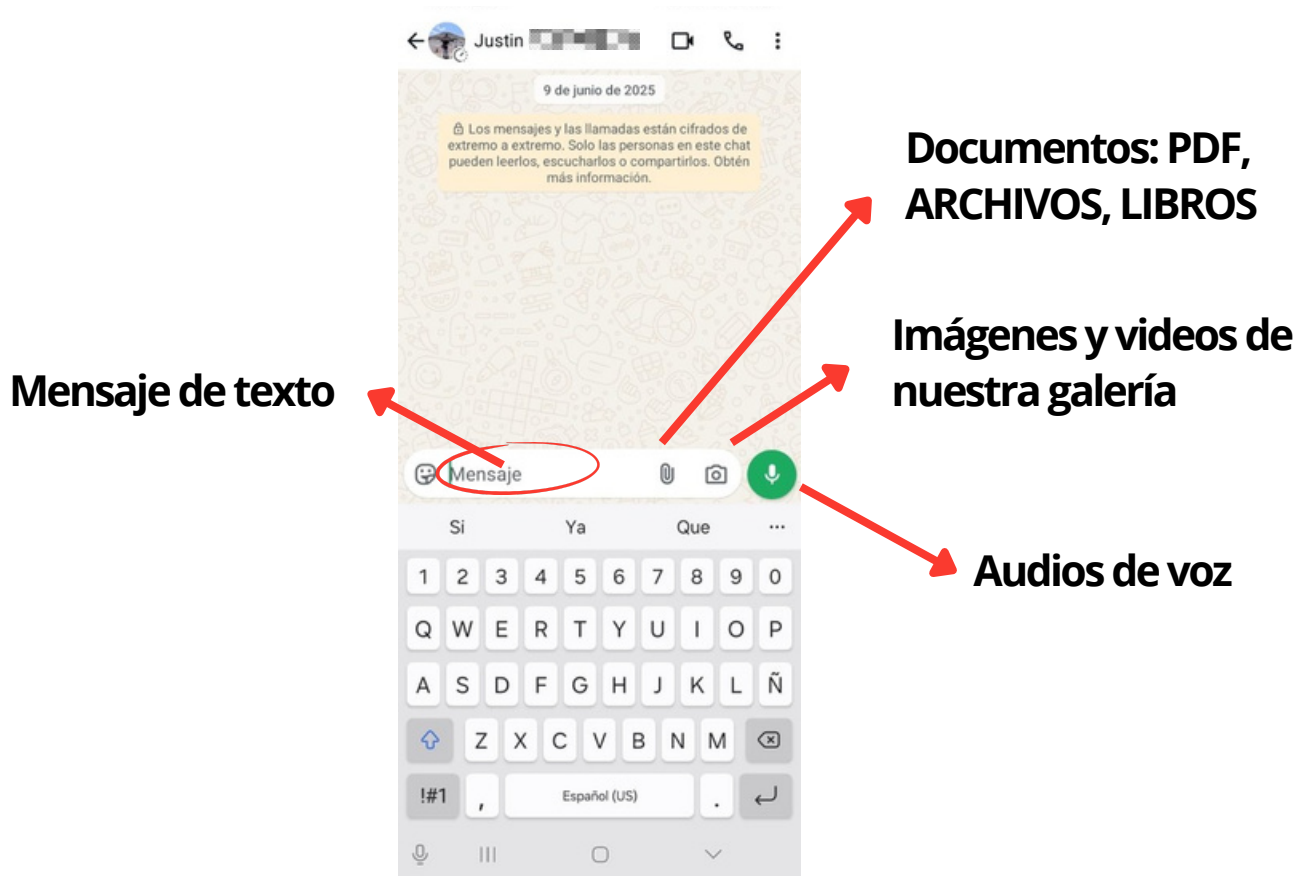 Justin
9 de junio de 2025
Los mensajes y las llamadas están cifrados de
extremo a extremo. Solo las personas en este chat
pueden leerlos, escucharlos o compartirlos. Obtén
más información.
Documentos: PDF,
ARCHIVOS, LIBROS
Imágenes y videos de
nuestra galería
Mensaje de texto
Mensaje
Audios de voz
Si Ya Que ...
1 2 3 4 5 6 7 8 9 0
Q W E R T Y U I O P
A S D F G H J K L Ñ
Z X C V B N M
!#1 , Español (US) .